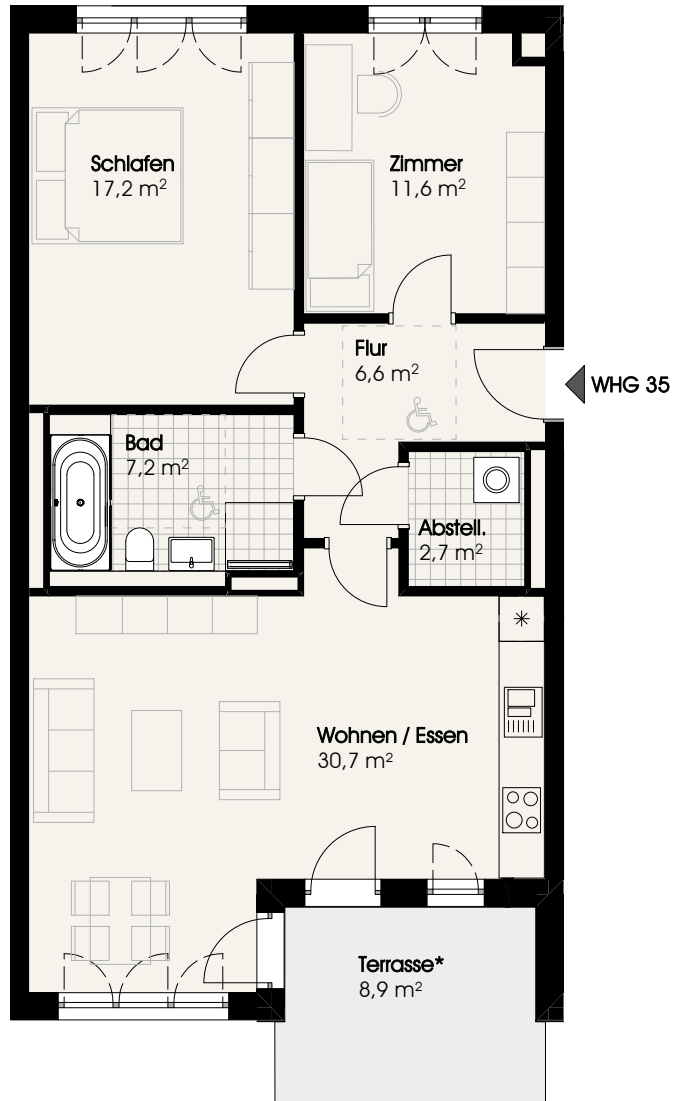 Schlafen
17,2 m²
Zimmer
11,6 m²
Flur
6,6 m²
WHG 35
Bad
7,2 m²
Abstell.
2,7 m²
Wohnen / Essen
30,7 m²
Terrasse*
8,9 m²